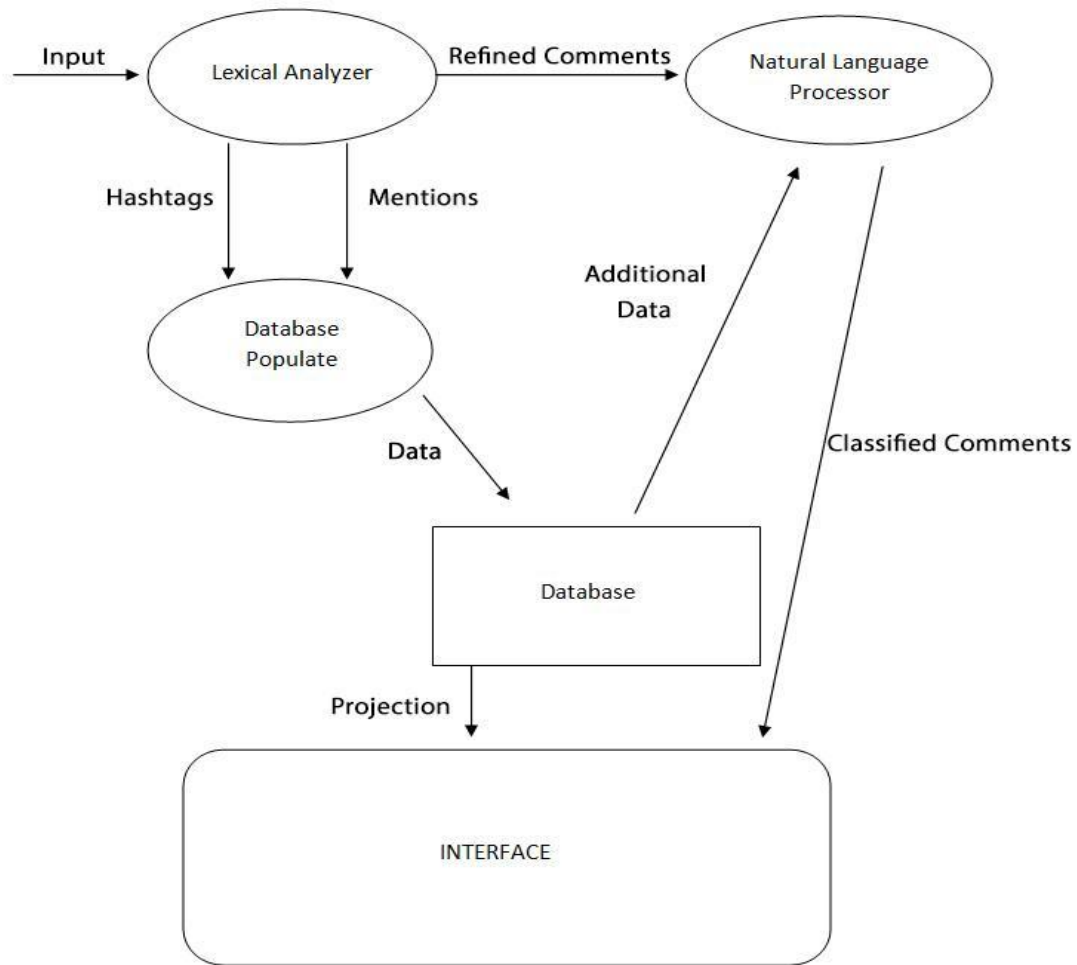 Input
Lexical Analyzer
Refined Comments
Natural Language
Processor
Hashtags
Mentions
Additional
Data
Database
Populate
Classified Comments
Data
Database
Projection
INTERFACE